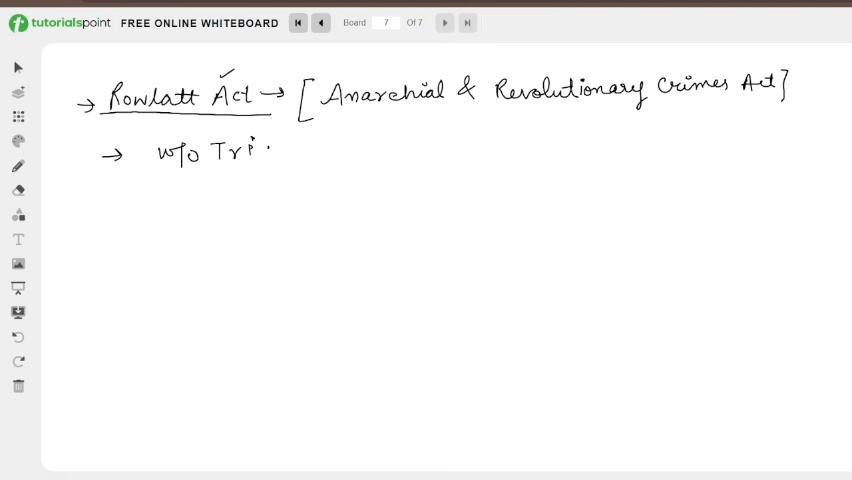 tutorialspoint FREE ONLINE WHITEBOARD Board 7 Of 7
→ Rowlatt Act → [Anarchial & Revolutionary Crimes Act]
→ w/o Tri.
T